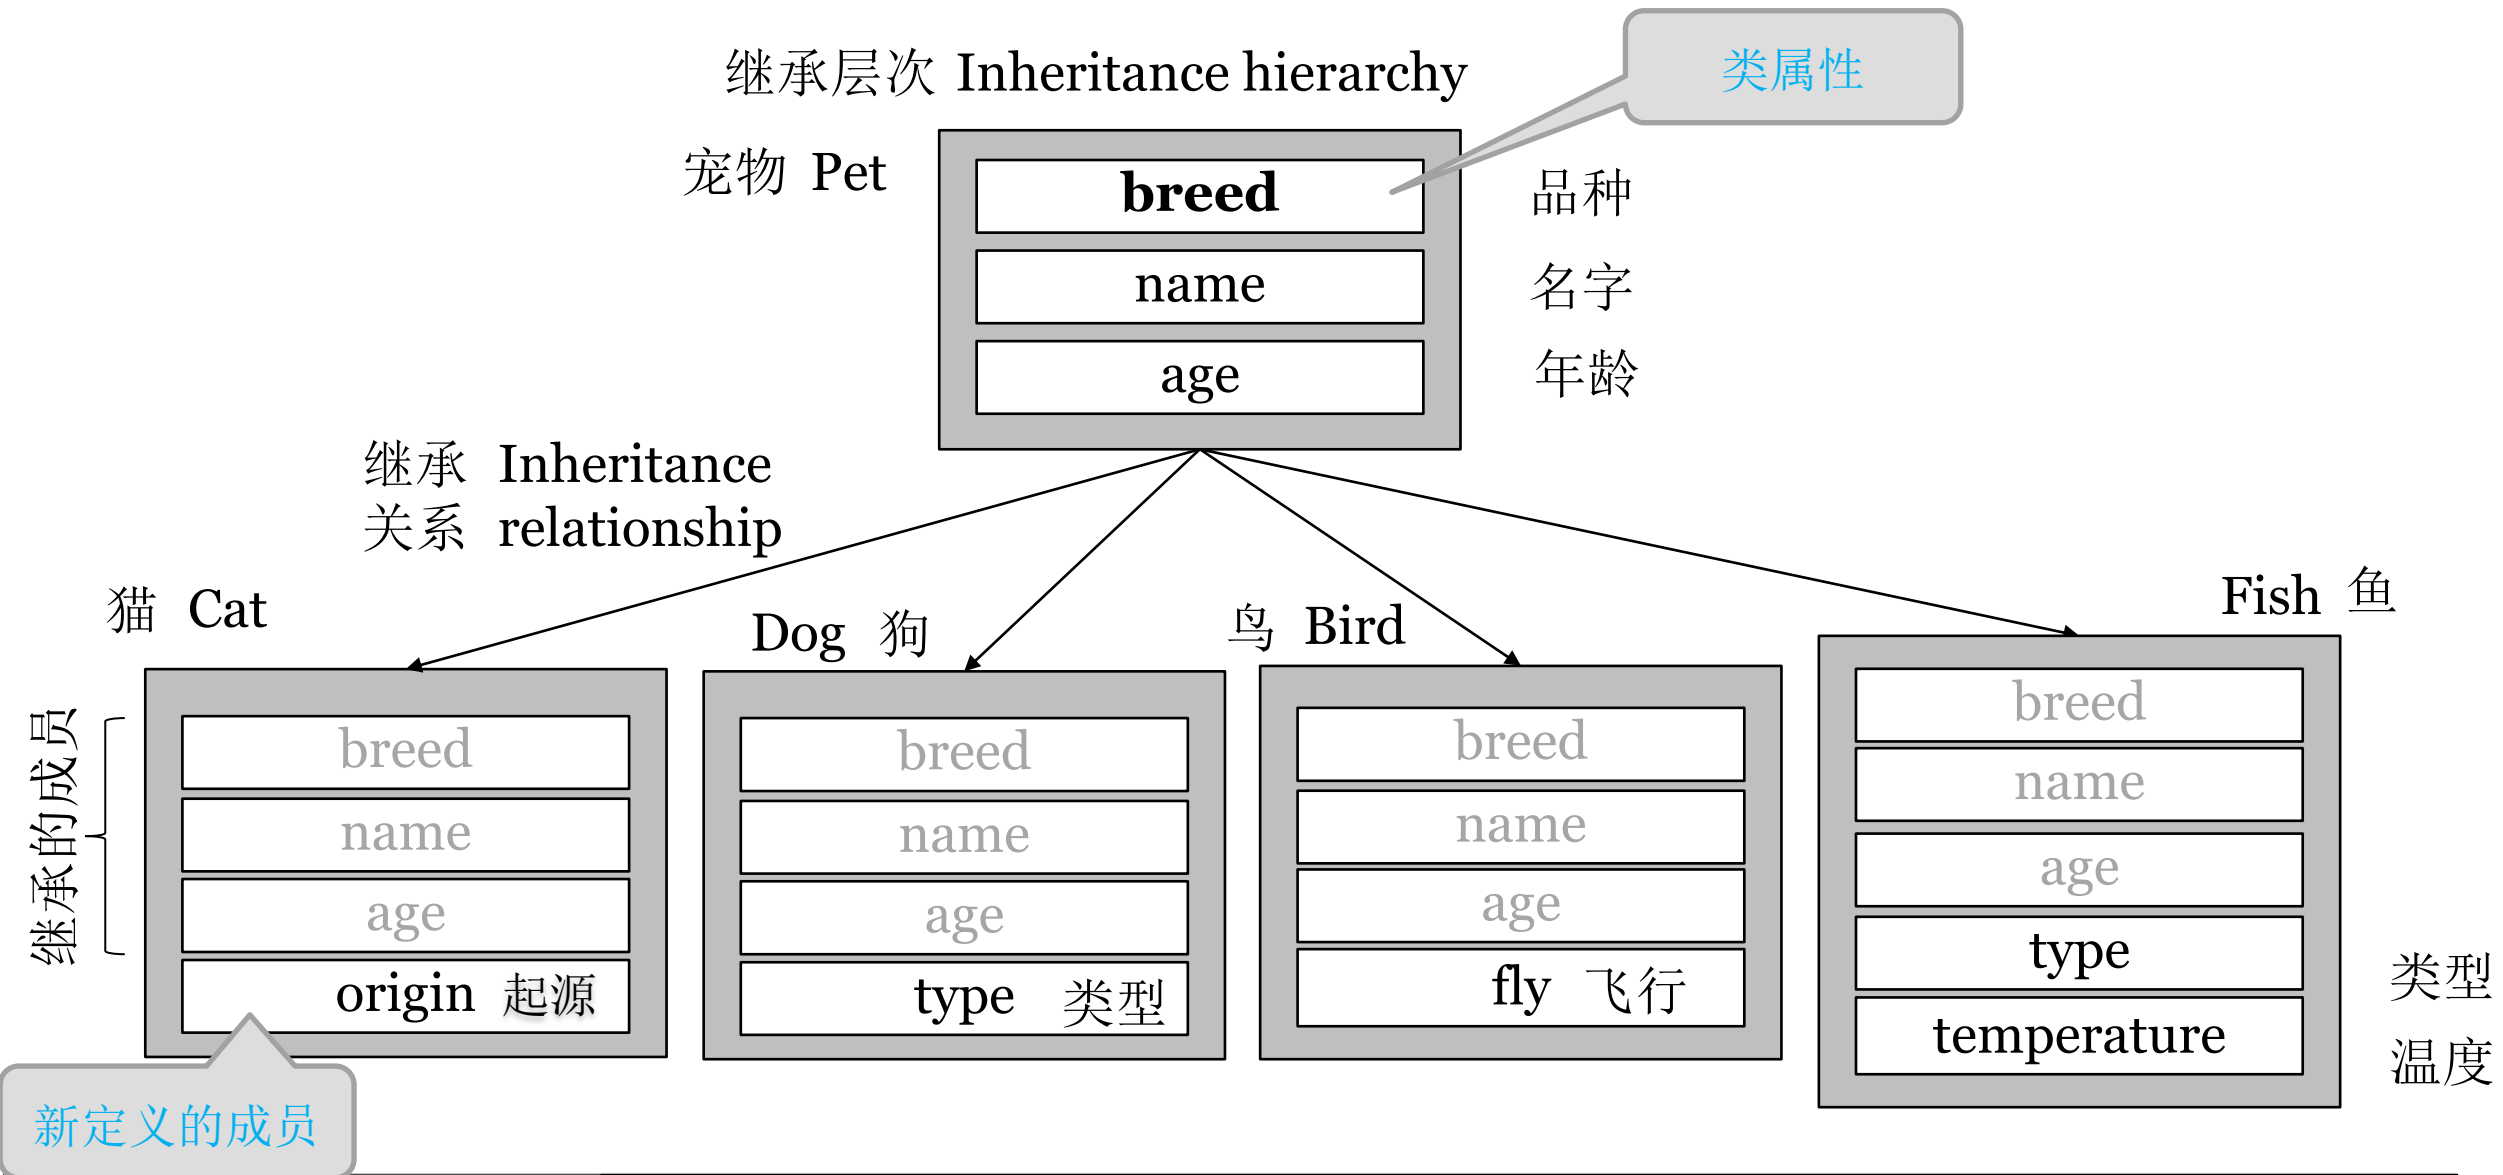 继承层次 Inheritance hierarchy
类属性
宠物 Pet
breed
品种
name
名字
age
年龄
继承 Inheritance
关系 relationship
猫 Cat
Dog 狗
鸟 Bird
Fish 鱼
继承的成员
breed
name
age
origin 起源
breed
name
age
type 类型
breed
name
age
fly 飞行
breed
name
age
type
类型
temperature
温度
新定义的成员